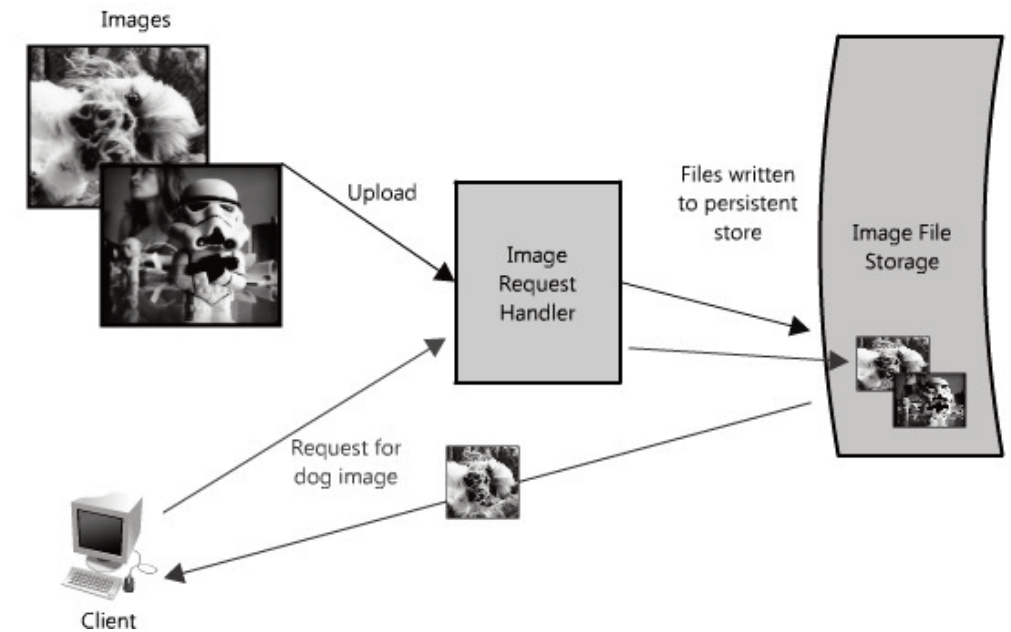 Images
Upload
Files written
to persistent
store
Image
Request
Handler
Image File
Storage
Request for
dog image
Client